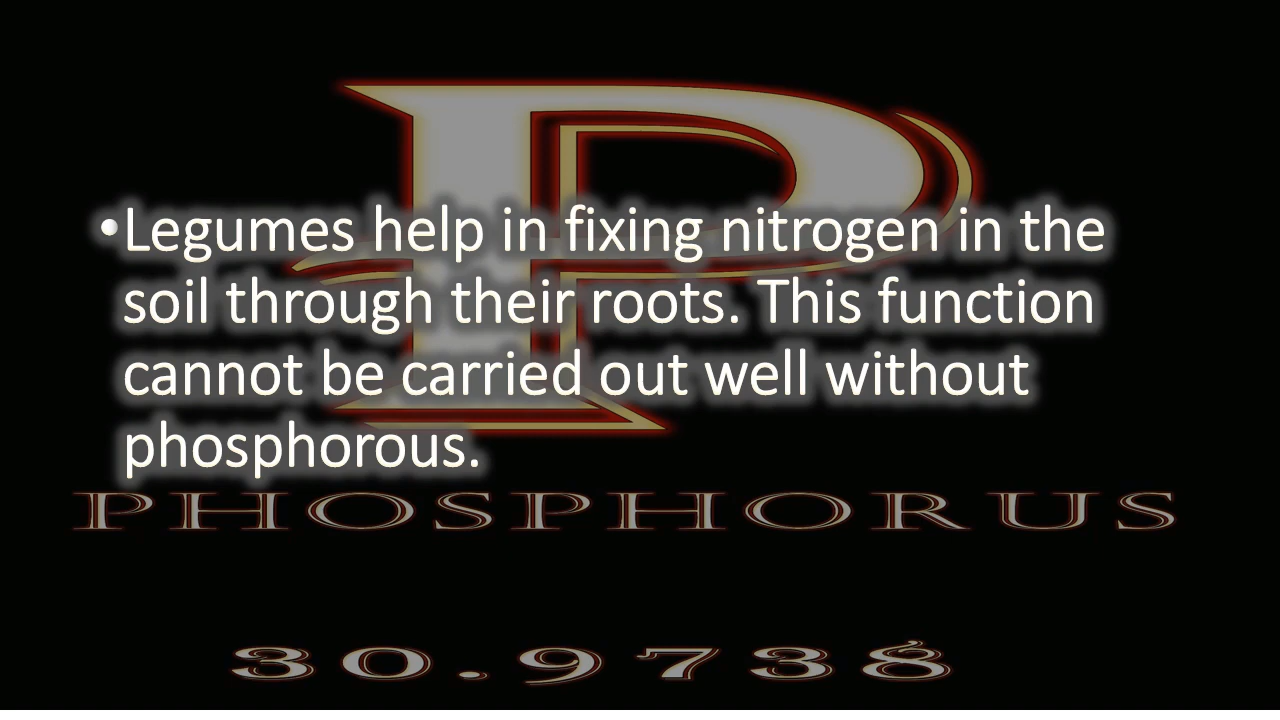 P
•Legumes help in fixing nitrogen in the
soil through their roots. This function
cannot be carried out well without
phosphorous.
PHOSPHORUS
30.9738